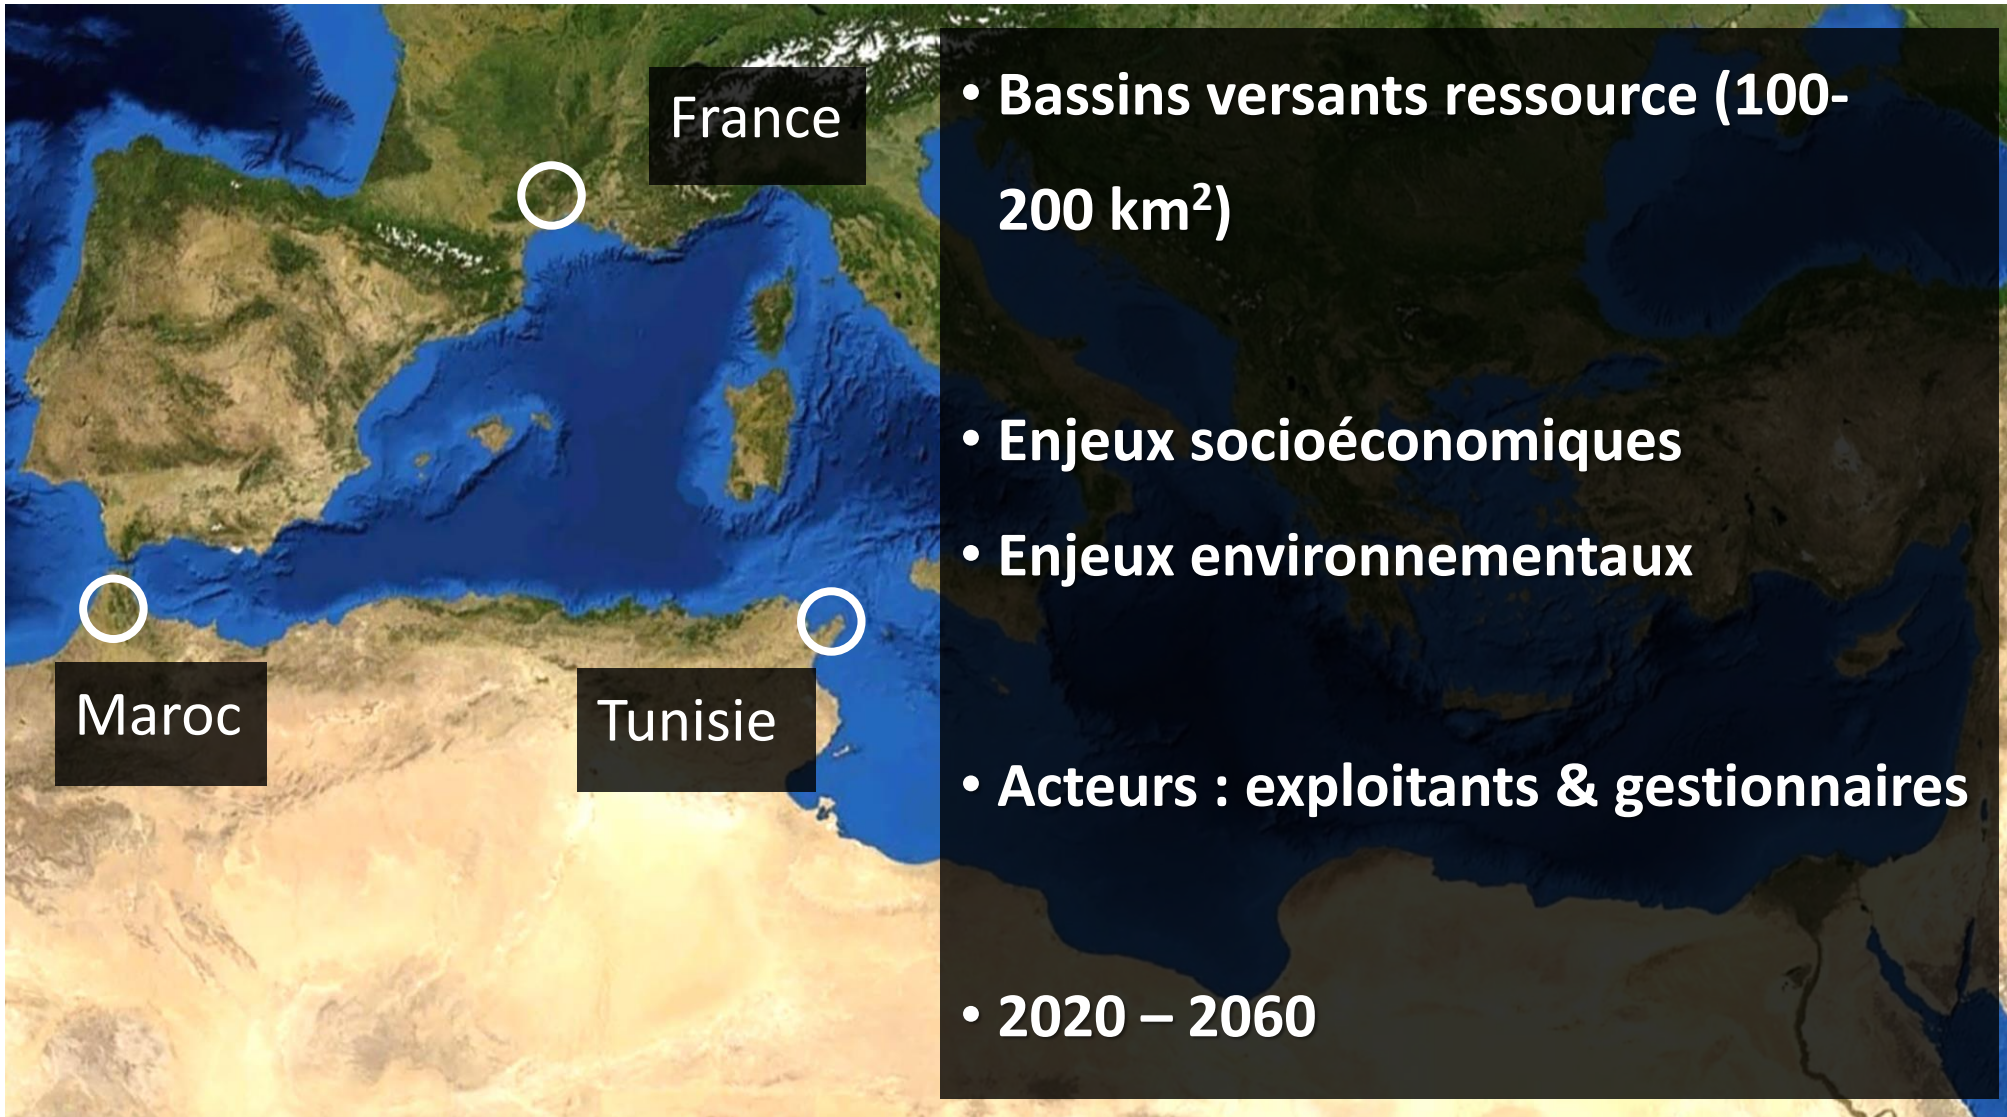 France
Maroc
Tunisie
• Bassins versants ressource (100-
200 km²)
• Enjeux socioéconomiques
• Enjeux environnementaux
• Acteurs : exploitants & gestionnaires
• 2020 – 2060